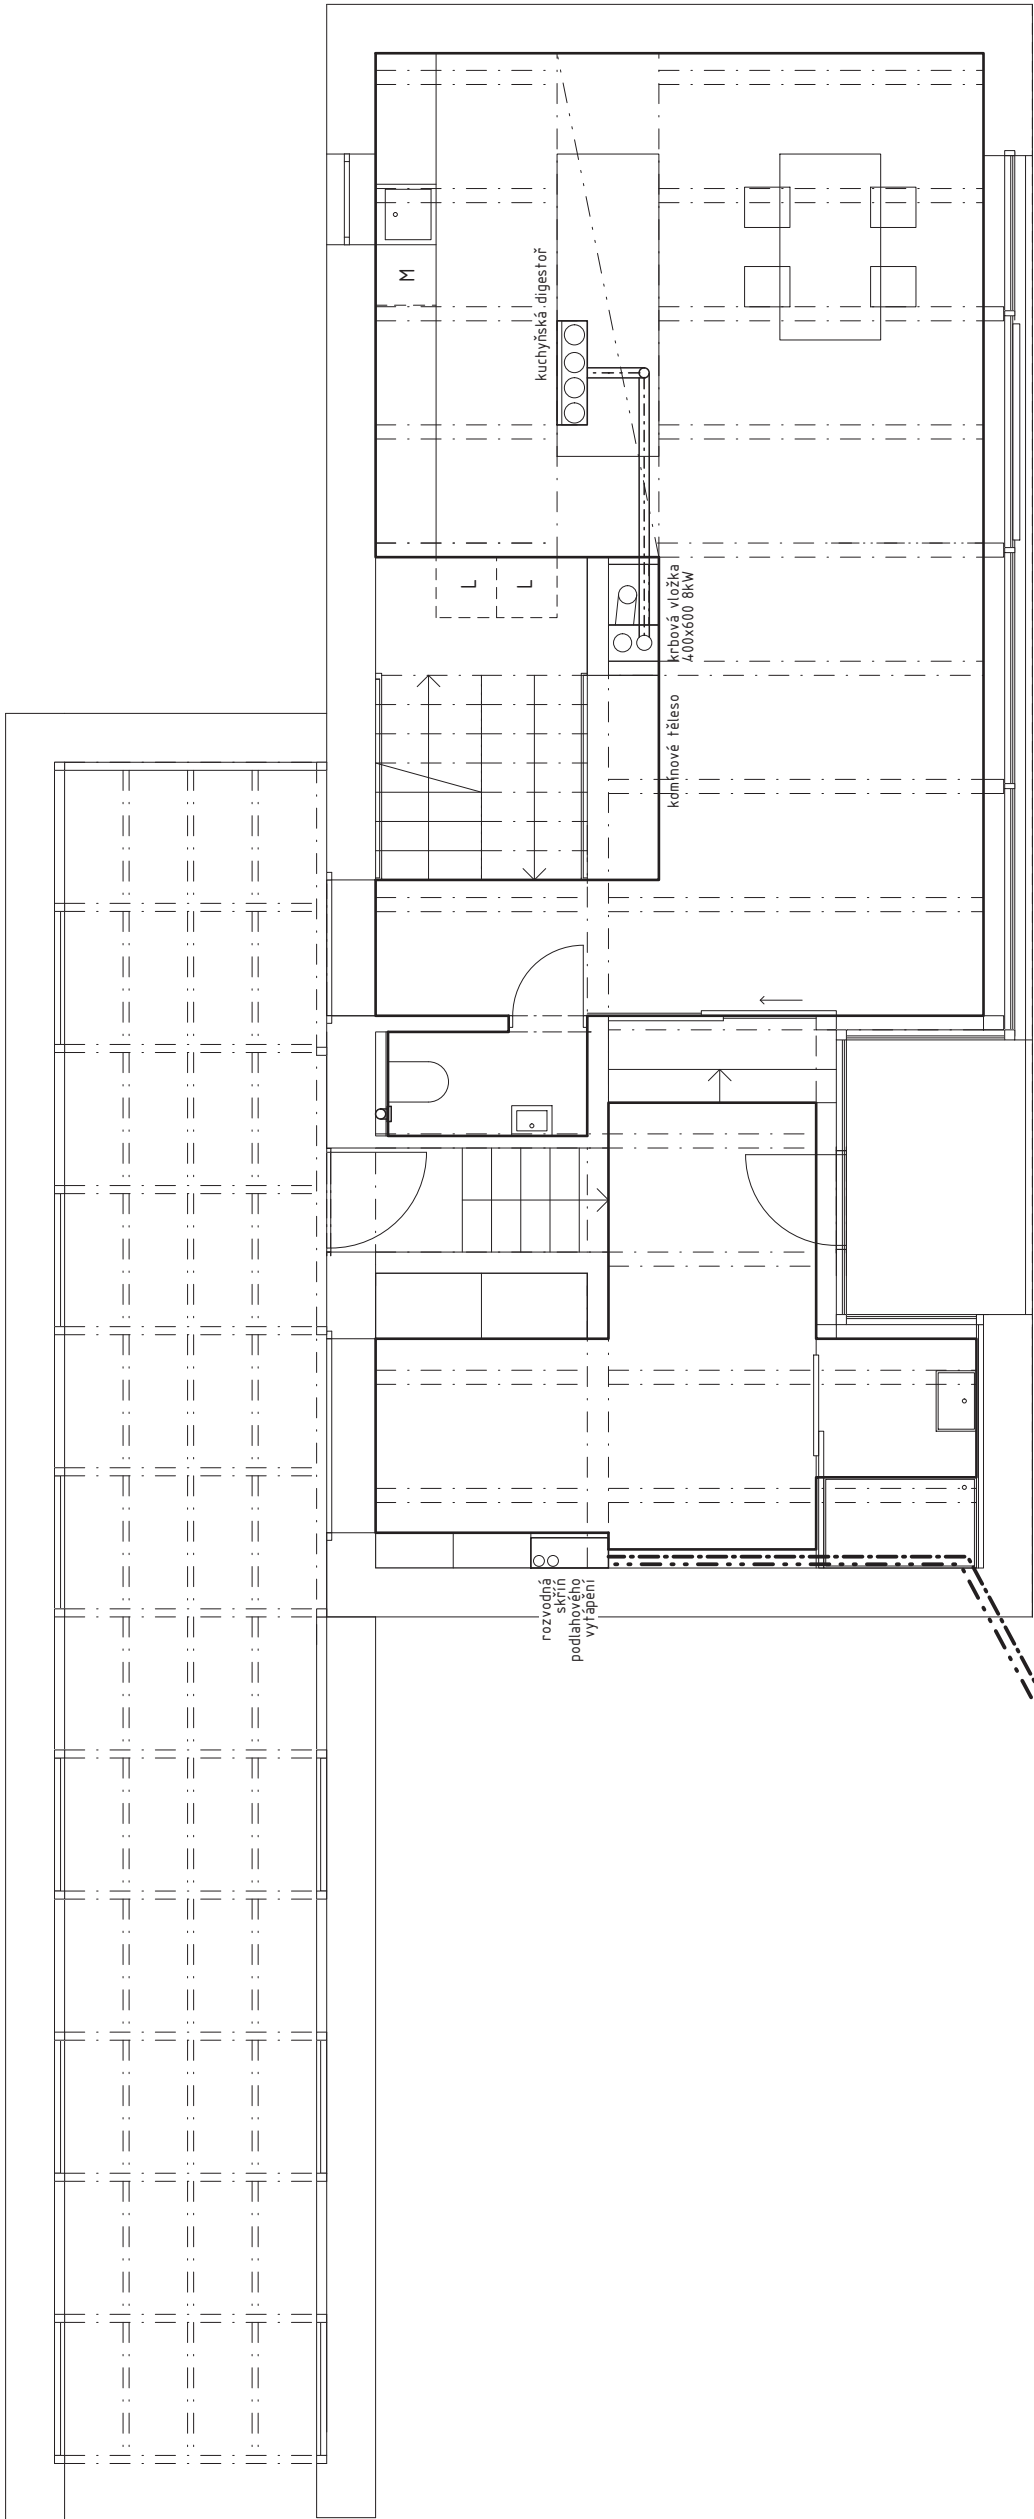 M
kuchyňská digestoř
L
L
krbová vložka
400x600 8kW
komínové těleso
rozvodná
skříň
podlahového
vytápění